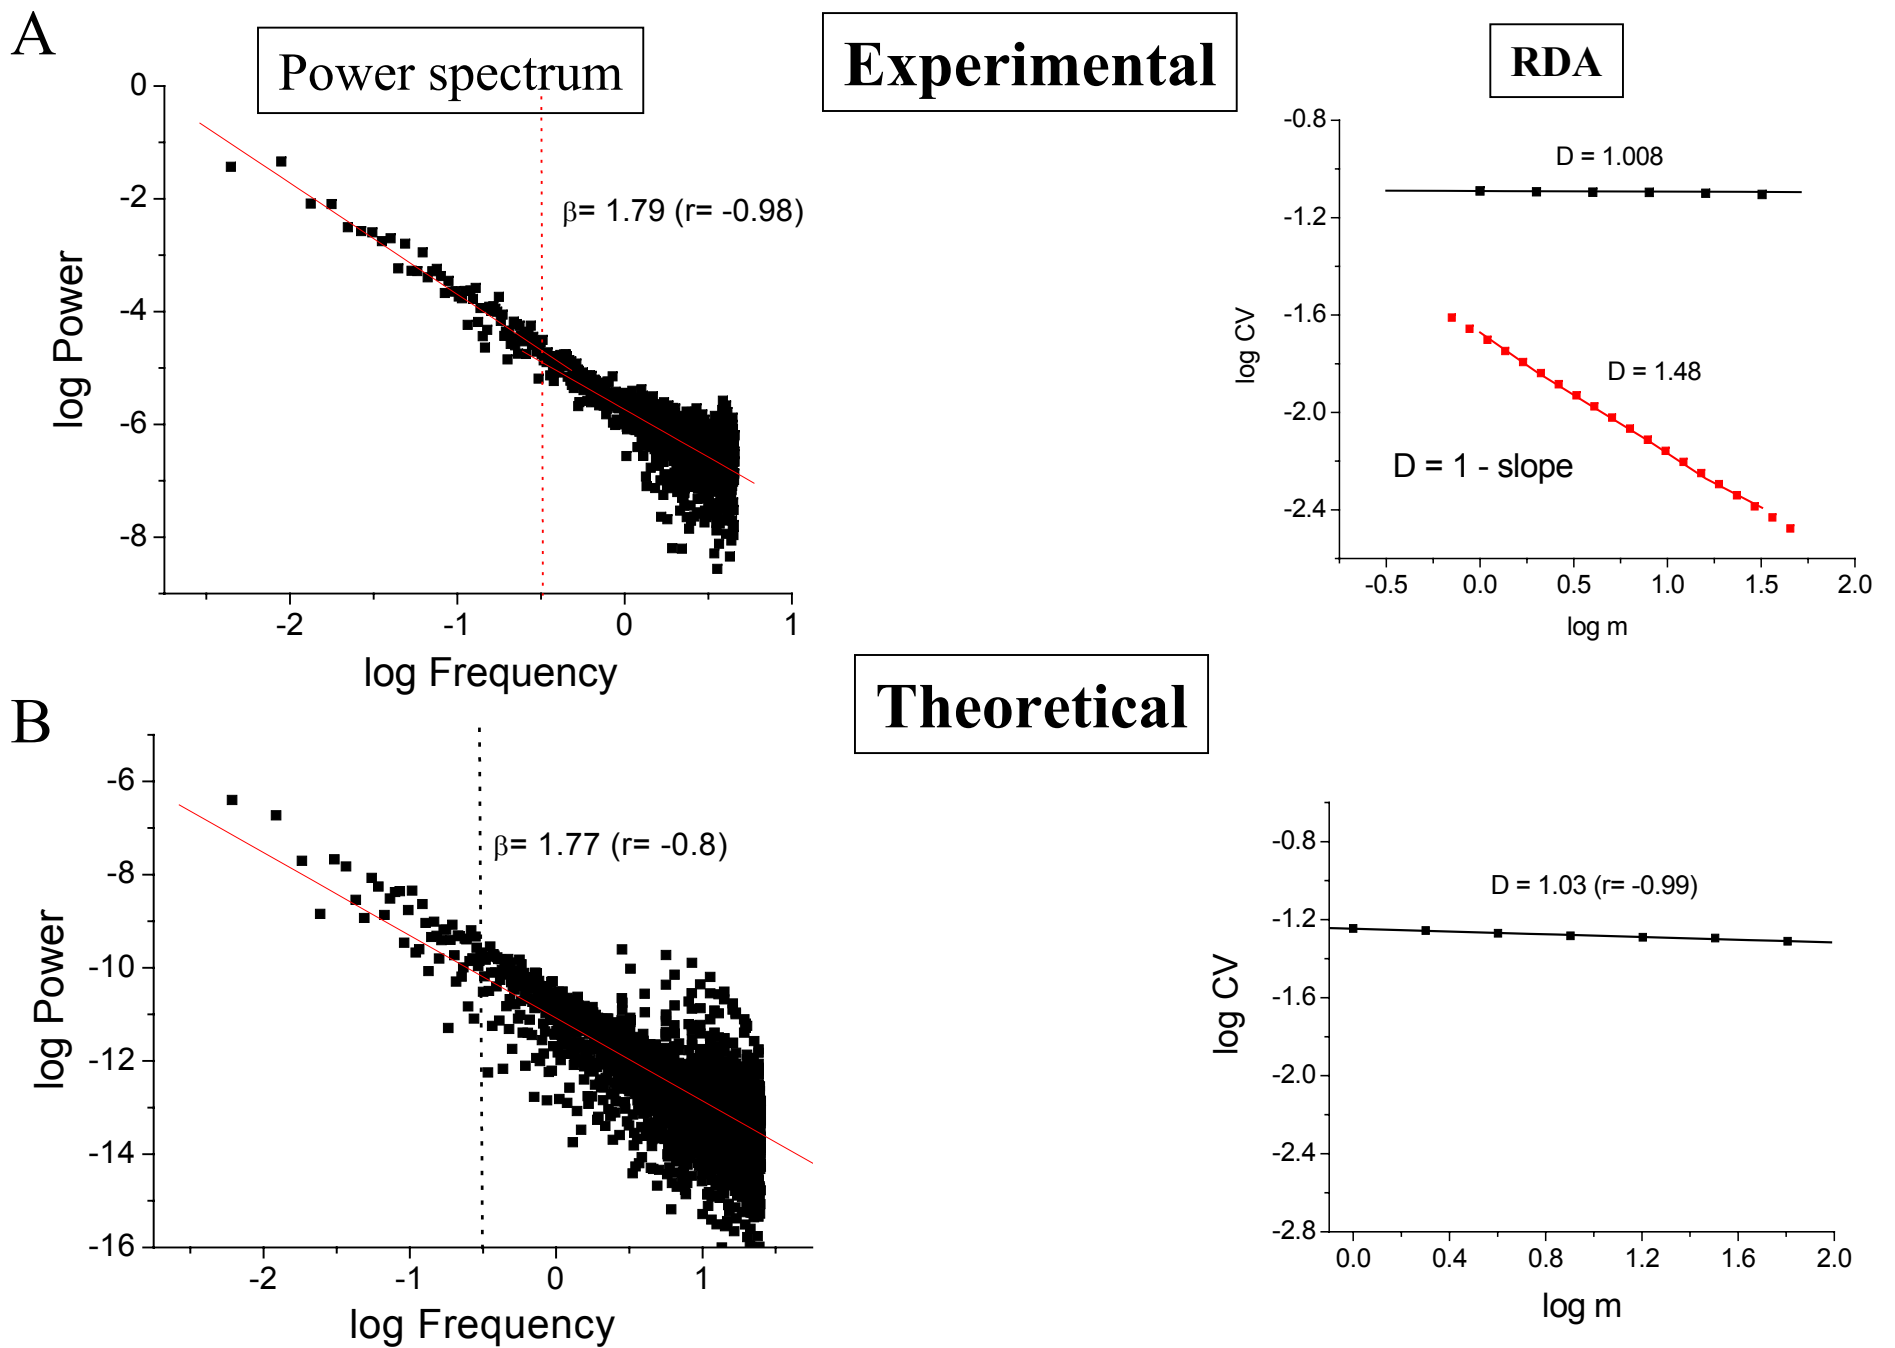 A
Power spectrum
Experimental
RDA
0
-2
-4
-6
-8
log Power
β= 1.79 (r= -0.98)
-2 -1 0 1
log Frequency
-0.8
-1.2
-1.6
-2.0
-2.4
log CV
D = 1.008
D = 1.48
D = 1 - slope
-0.5 0.0 0.5 1.0 1.5 2.0
log m
B
Theoretical
-6
-8
-10
-12
-14
-16
log Power
β= 1.77 (r= -0.8)
-2 -1 0 1
log Frequency
-0.8
-1.2
-1.6
-2.0
-2.4
-2.8
log CV
D = 1.03 (r= -0.99)
0.0 0.4 0.8 1.2 1.6 2.0
log m